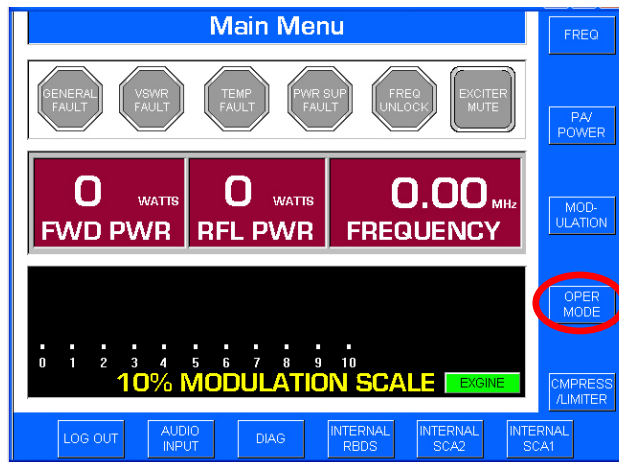 Main Menu
FREQ
GENERAL
FAULT
VSWR
FAULT
TEMP
FAULT
PWR SUP
FAULT
FREQ
UNLOCK
EXCITER
MUTE
PA/
POWER
0 WATTS
FWD PWR
0 WATTS
RFL PWR
0.00 MHz
FREQUENCY
MOD-
ULATION
OPER
MODE
0 1 2 3 4 5 6 7 8 9 10
10% MODULATION SCALE
EXGINE
CMPRESS
/LIMITER
LOG OUT
AUDIO
INPUT
DIAG
INTERNAL
RBDS
INTERNAL
SCA2
INTERNAL
SCA1